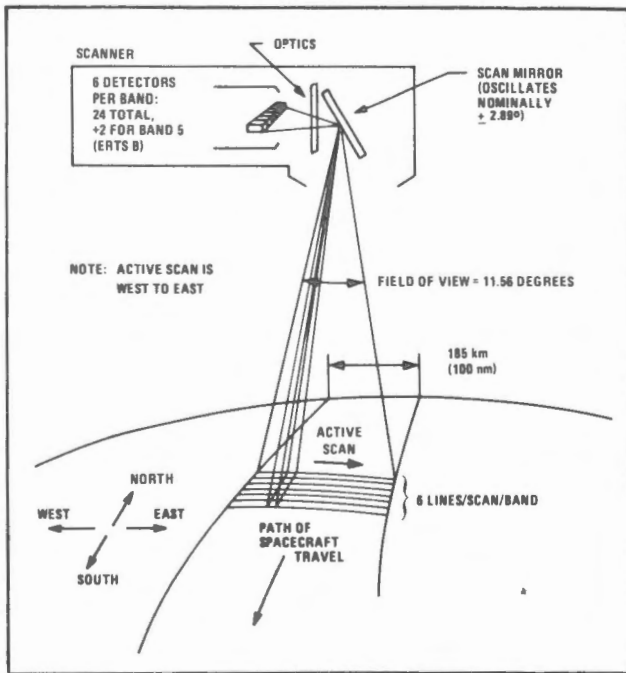 OPTICS
SCANNER
6 DETECTORS
PER BAND:
24 TOTAL,
+2 FOR BAND 5
(ERTS B)
SCAN MIRROR
(OSCILLATES
NOMINALLY
± 2.89º)
NOTE: ACTIVE SCAN IS
WEST TO EAST
FIELD OF VIEW = 11.56 DEGREES
185 km
(100 nm)
ACTIVE
SCAN
NORTH
WEST
EAST
SOUTH
6 LINES/SCAN/BAND
PATH OF
SPACECRAFT
TRAVEL